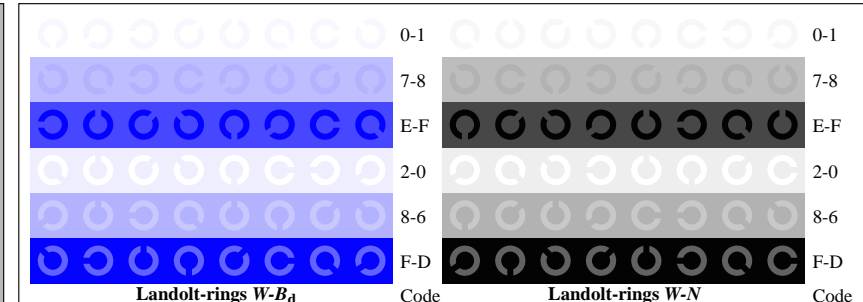 0-1 0-1
7-8 7-8
E-F E-F
2-0 2-0
8-6 8-6
F-D F-D
Landolt-rings W-Bd Code Landolt-rings W-N Code